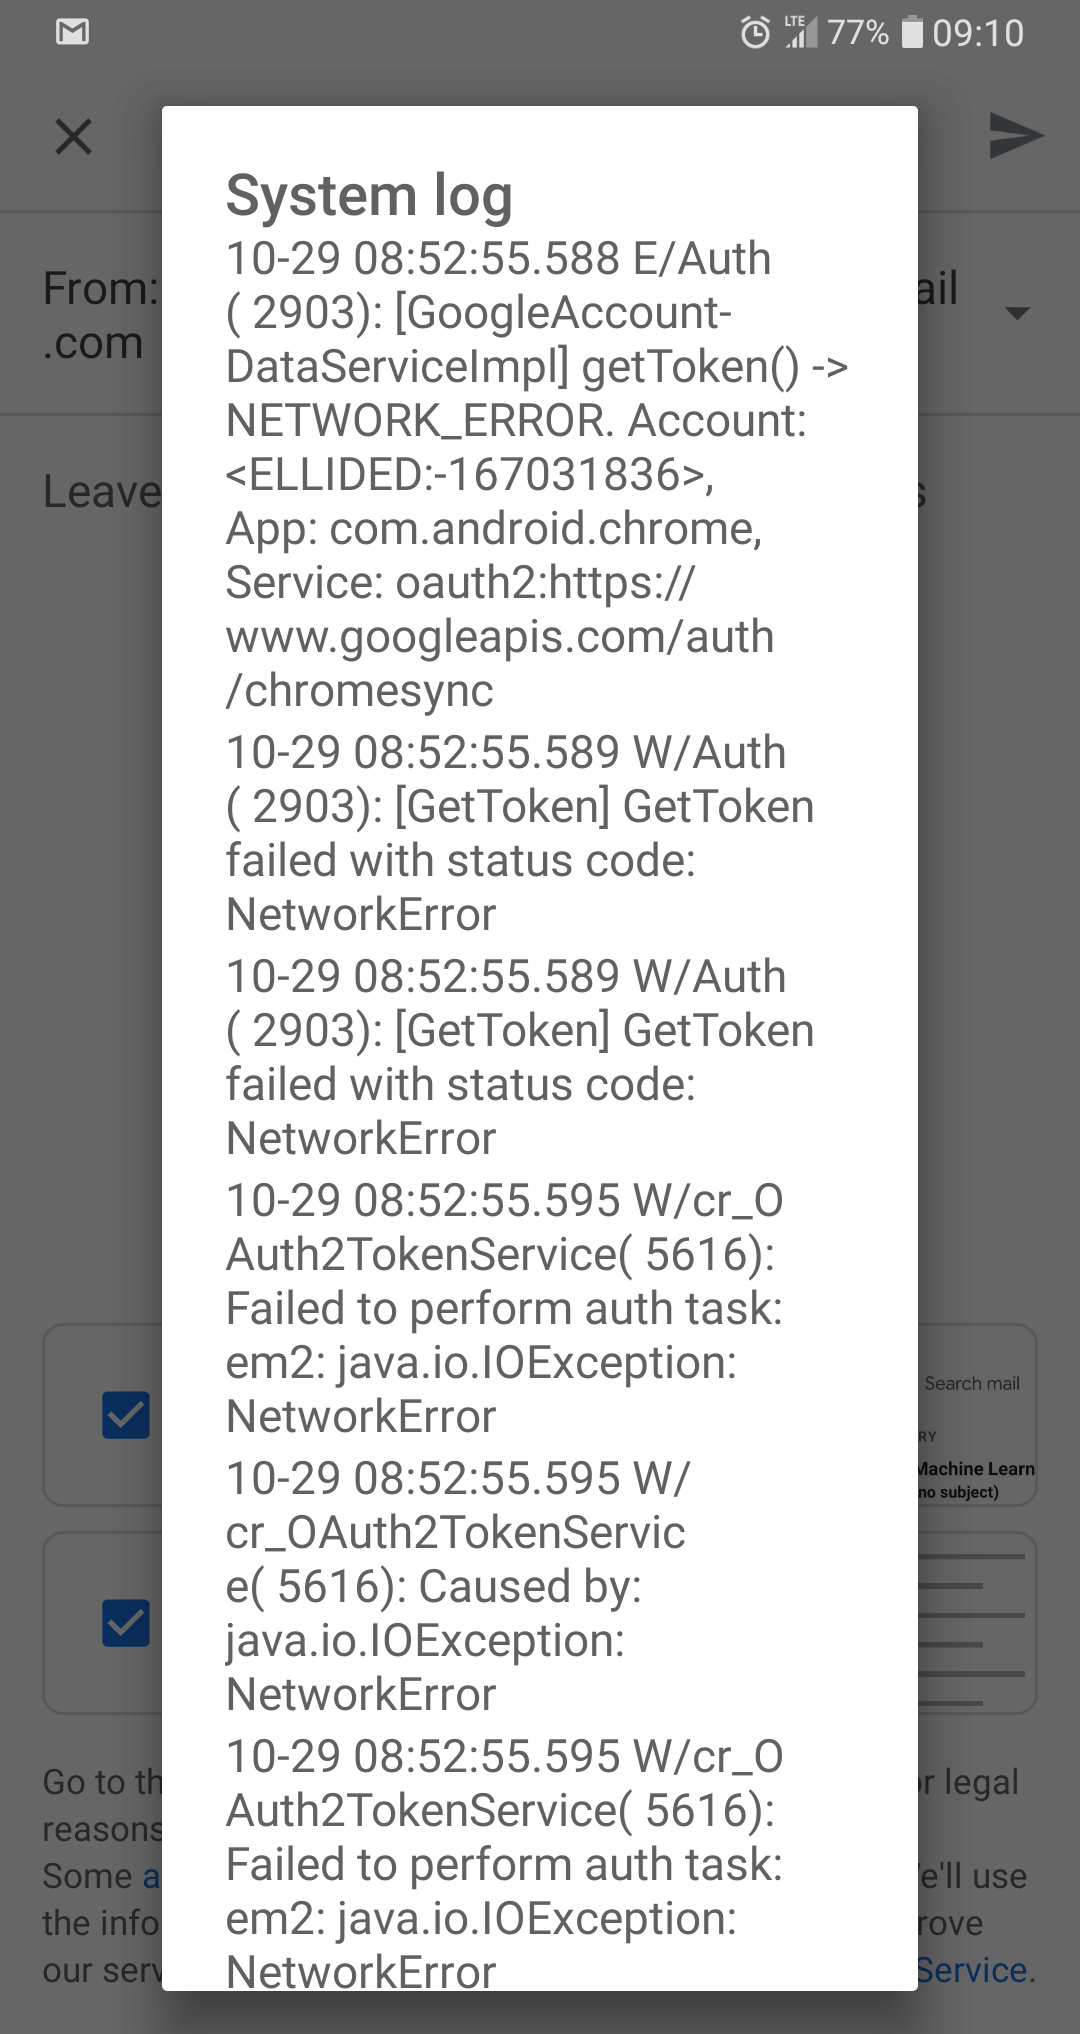 LTE 77% 09:10
System log
10-29 08:52:55.588 E/Auth
( 2903): [GoogleAccount-
DataServiceImpl] getToken() ->
NETWORK_ERROR. Account:
<ELLIDED:-167031836>,
App: com.android.chrome,
Service: oauth2:https://
www.googleapis.com/auth
/chromesync
10-29 08:52:55.589 W/Auth
( 2903): [GetToken] GetToken
failed with status code:
NetworkError
10-29 08:52:55.589 W/Auth
( 2903): [GetToken] GetToken
failed with status code:
NetworkError
10-29 08:52:55.595 W/cr_O
Auth2TokenService( 5616):
Failed to perform auth task:
em2: java.io.IOException:
NetworkError
10-29 08:52:55.595 W/
cr_OAuth2TokenServic
e( 5616): Caused by:
java.io.IOException:
NetworkError
10-29 08:52:55.595 W/cr_O
Auth2TokenService( 5616):
Failed to perform auth task:
em2: java.io.IOException:
NetworkError
From: ail
.com
Leave
Search mail
RY
Machine Learn
no subject)
Go to th r legal
reasons
Some a e'll use
the info rove
our serv Service.